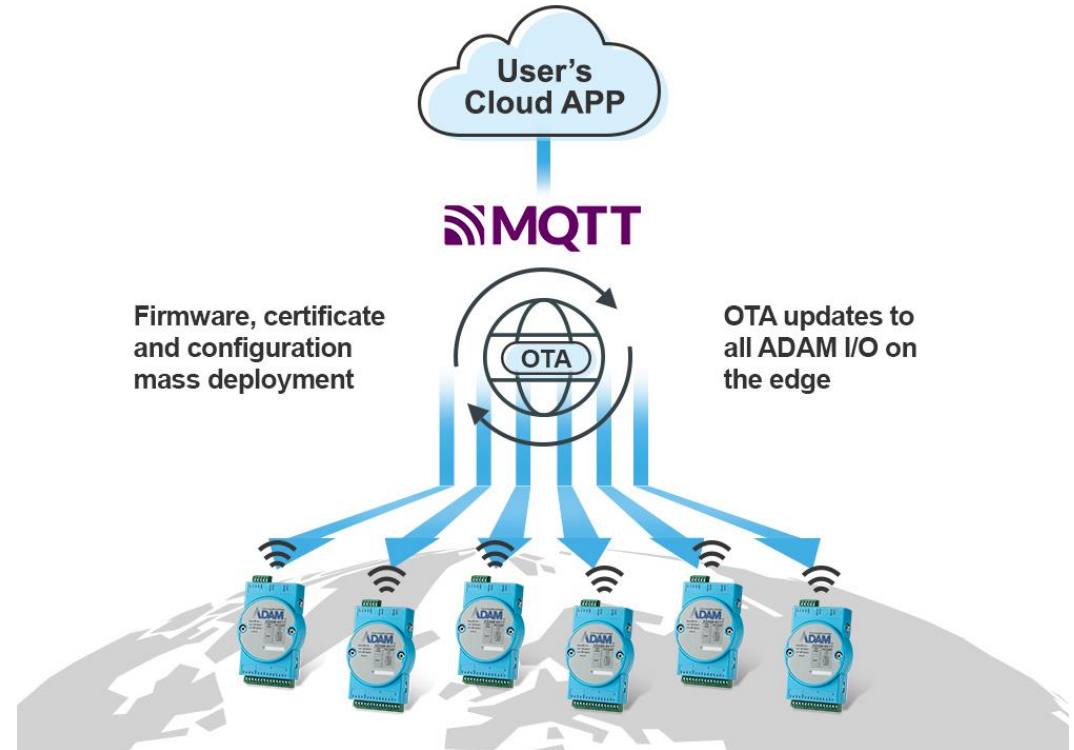 User's
Cloud APP
MQTT
Firmware, certificate
and configuration
mass deployment
OTA
OTA updates to
all ADAM I/O on
the edge
ADAM
ADAM
ADAM
ADAM
ADAM
ADAM